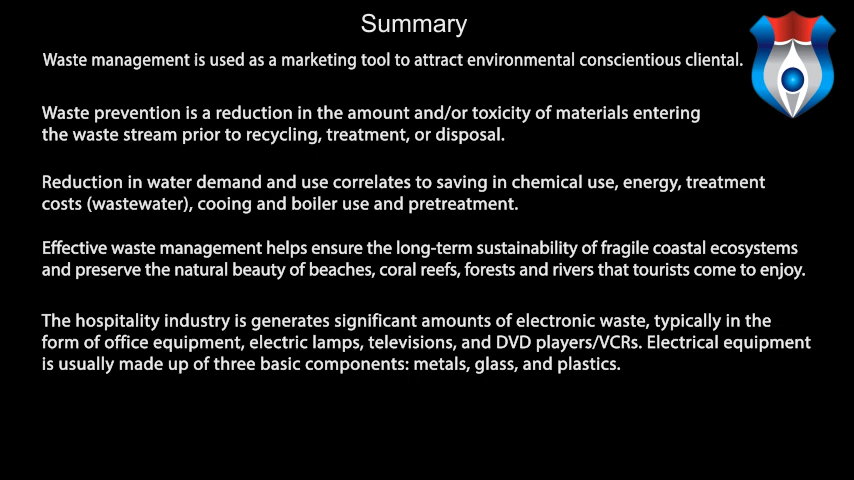 Summary
Waste management is used as a marketing tool to attract environmental conscientious cliental.
Waste prevention is a reduction in the amount and/or toxicity of materials entering
the waste stream prior to recycling, treatment, or disposal.
Reduction in water demand and use correlates to saving in chemical use, energy, treatment
costs (wastewater), cooing and boiler use and pretreatment.
Effective waste management helps ensure the long-term sustainability of fragile coastal ecosystems
and preserve the natural beauty of beaches, coral reefs, forests and rivers that tourists come to enjoy.
The hospitality industry is generates significant amounts of electronic waste, typically in the
form of office equipment, electric lamps, televisions, and DVD players/VCRs. Electrical equipment
is usually made up of three basic components: metals, glass, and plastics.